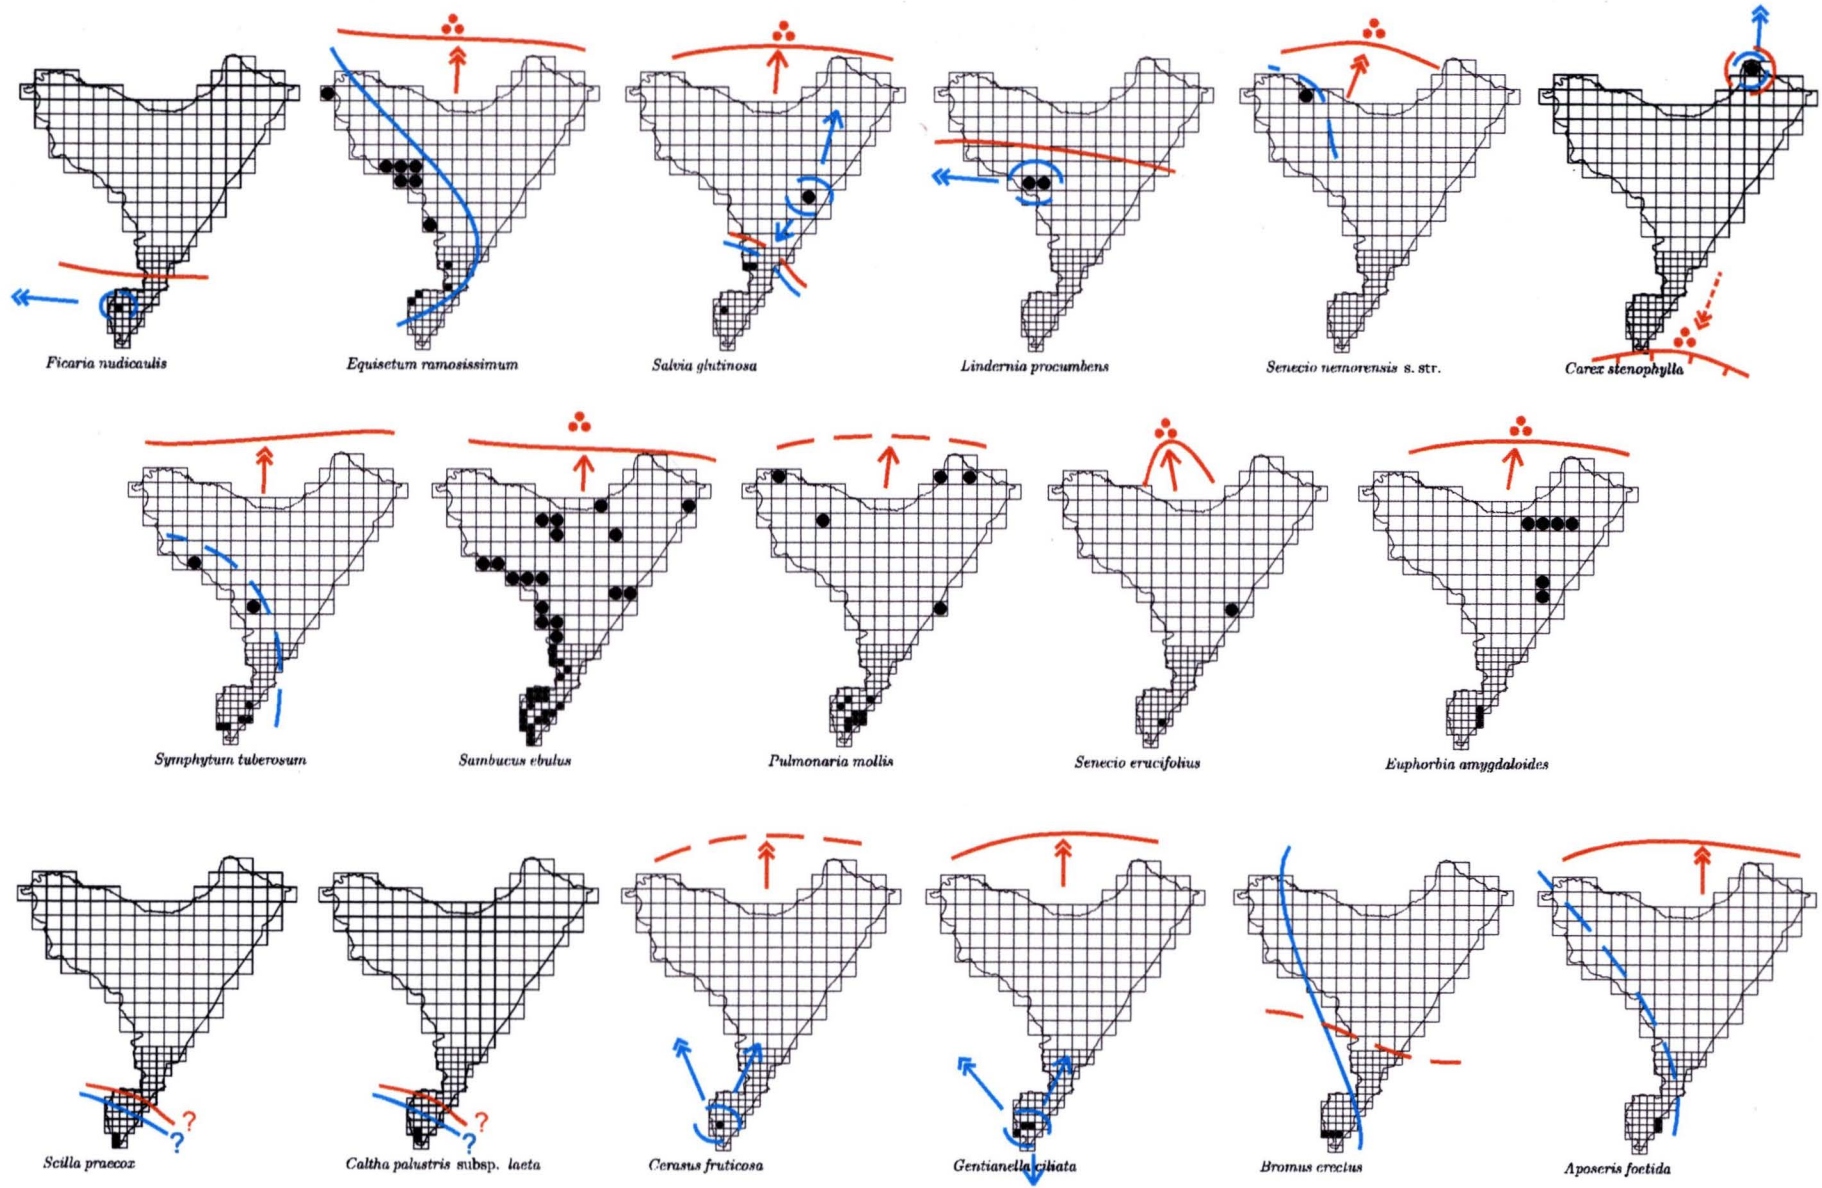 Ficaria nudicaulis
Equisetum ramosissimum
Salvia glutinosa
Lindernia procumbens
Senecio nemorensis s. str.
Carex stenophylla
Symphytum tuberosum
Sambucus ebulus
Pulmonaria mollis
Senecio erucifolius
Euphorbia amygdaloides
?
?
?
?
Scilla praecox
Caltha palustris subsp. laeta
Cerasus fruticosa
Gentianella ciliata
Bromus erectus
Aposeris foetida